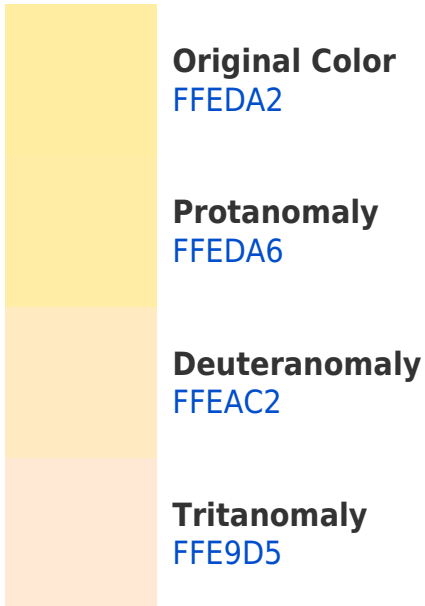 Original Color
FFEDA2
Protanomaly
FFEDA6
Deuteranomaly
FFEAC2
Tritanomaly
FFE9D5